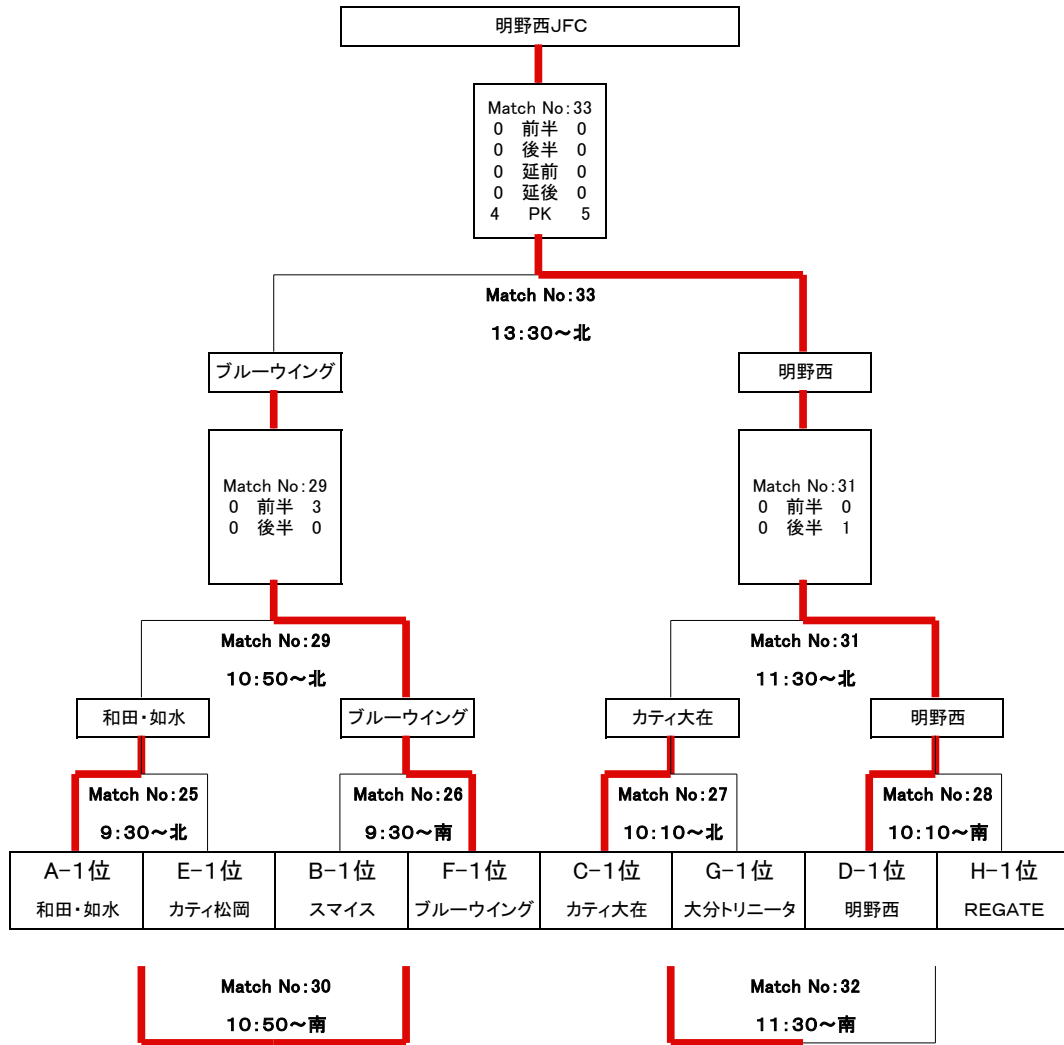 明野西JFC
Match No:33
0 前半 0
0 後半 0
0 延前 0
0 延後 0
4 PK 5
Match No:33
13:30～北
ブルーウイング 明野西
Match No:29
0 前半 3
0 後半 0
Match No:31
0 前半 0
0 後半 1
Match No:29
10:50～北
Match No:31
11:30～北
和田・如水 ブルーウイング カティ大在 明野西
Match No:25 Match No:26 Match No:27 Match No:28
9:30～北 9:30～南 10:10～北 10:10～南
A-1位 E-1位 B-1位 F-1位 C-1位 G-1位 D-1位 H-1位
和田・如水 カティ松岡 スマイス ブルーウイング カティ大在 大分トリニータ 明野西 REGATE
Match No:30 Match No:32
10:50～南 11:30～南